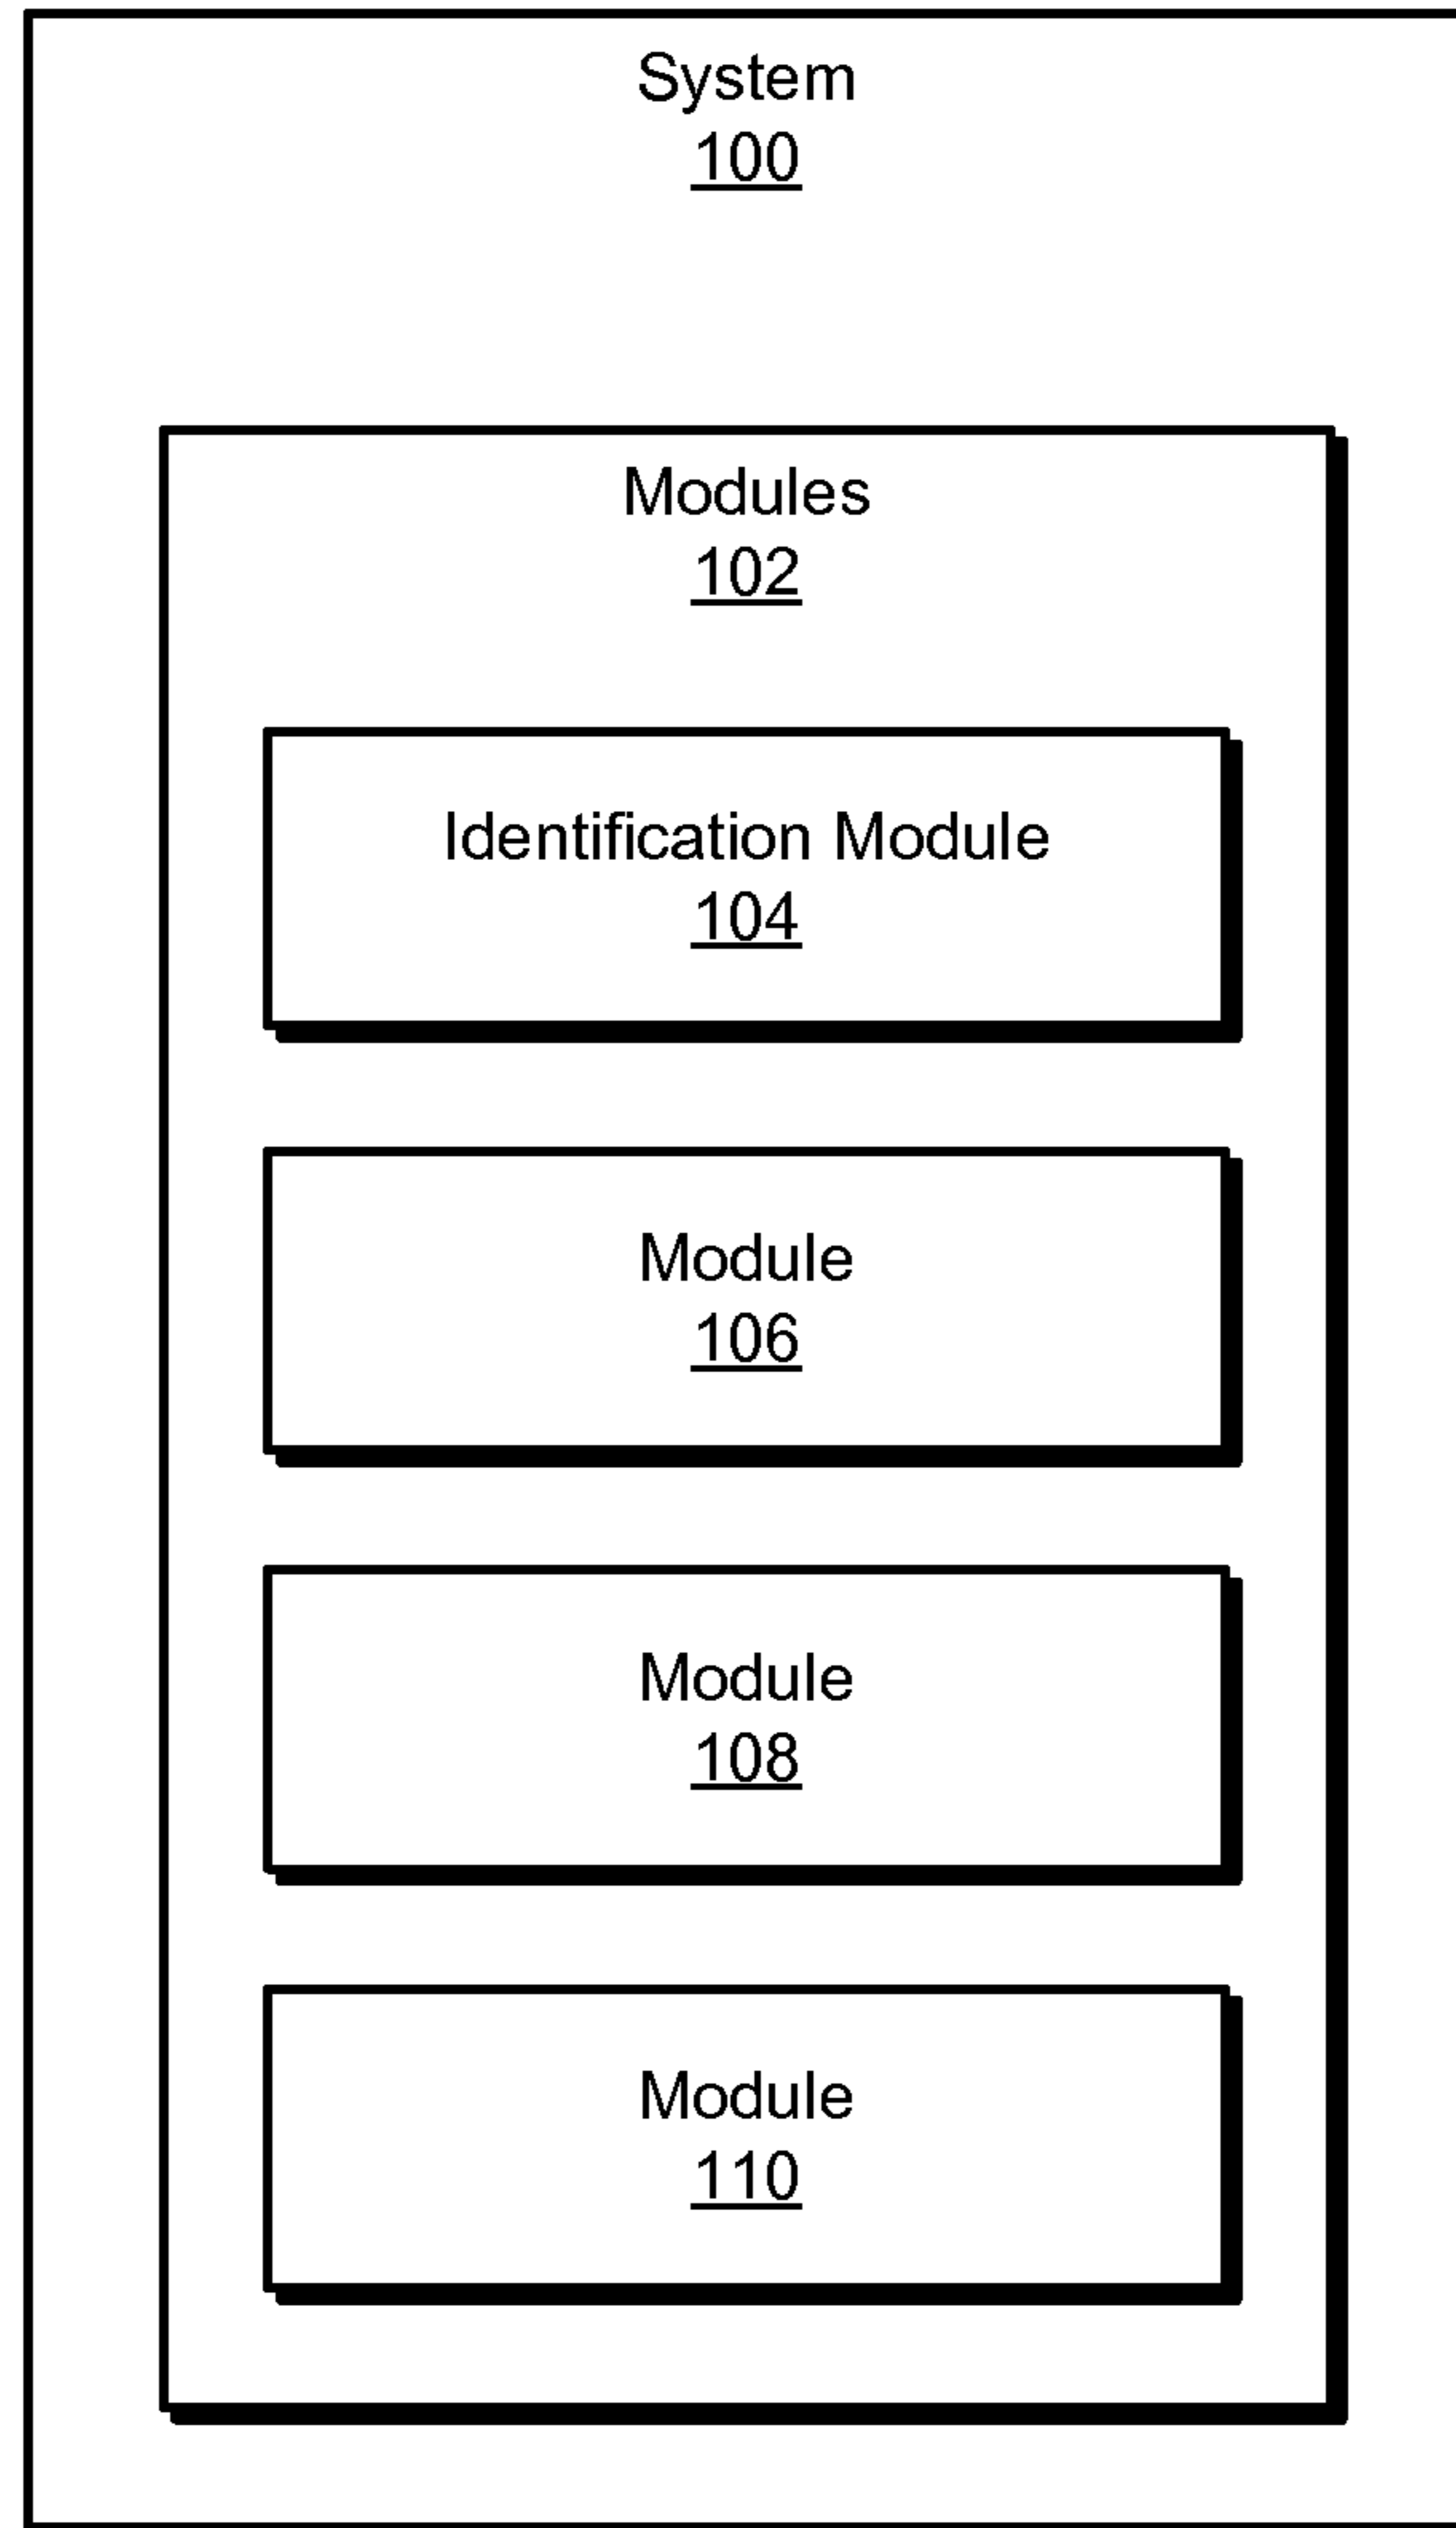 System
100
Modules
102
Identification Module
104
Module
106
Module
108
Module
110